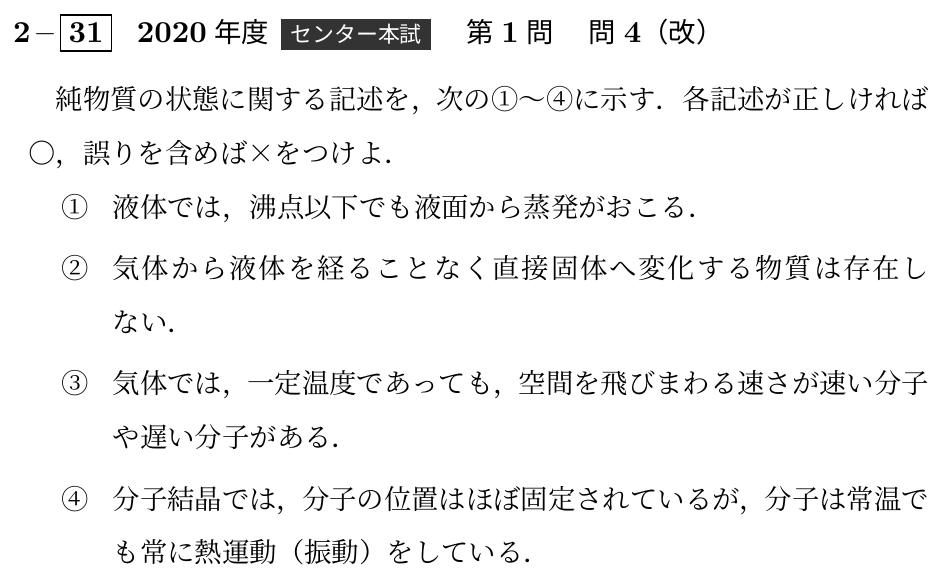 2−31 2020 年度 センター本試 第 1 問 問 4（改）
純物質の状態に関する記述を，次の①〜④に示す．各記述が正しければ
○，誤りを含めば×をつけよ．
① 液体では，沸点以下でも液面から蒸発がおこる．
② 気体から液体を経ることなく直接固体へ変化する物質は存在し
ない．
③ 気体では，一定温度であっても，空間を飛びまわる速さが速い分子
や遅い分子がある．
④ 分子結晶では，分子の位置はほぼ固定されているが，分子は常温で
も常に熱運動（振動）をしている．